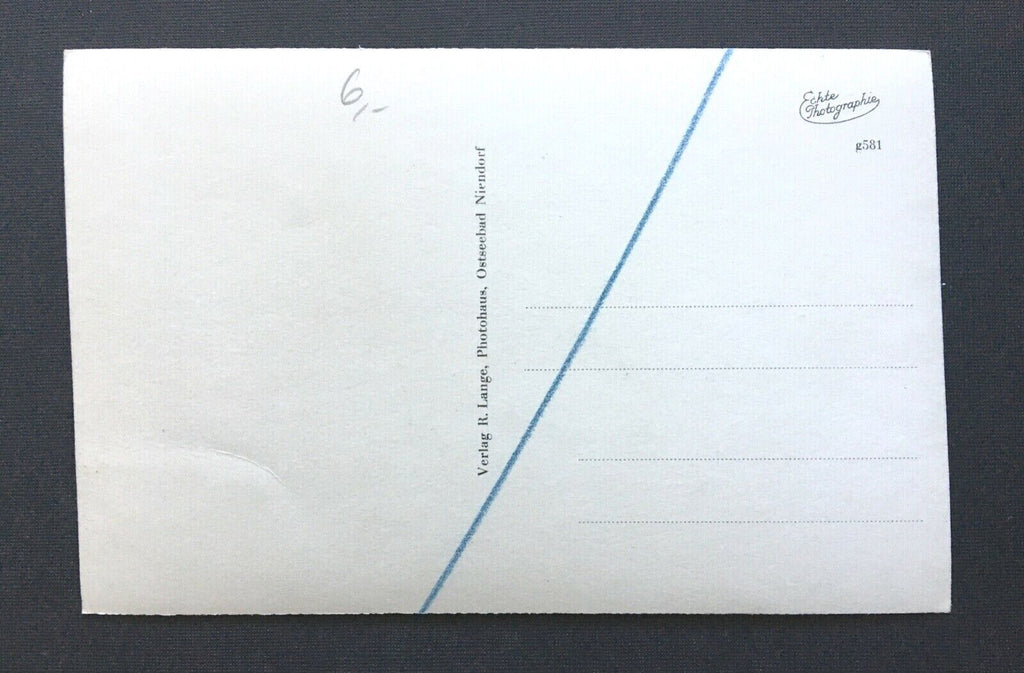 6,-
Echte
Photographie
g581
Verlag R. Lange, Photohaus, Ostseebad Niendorf